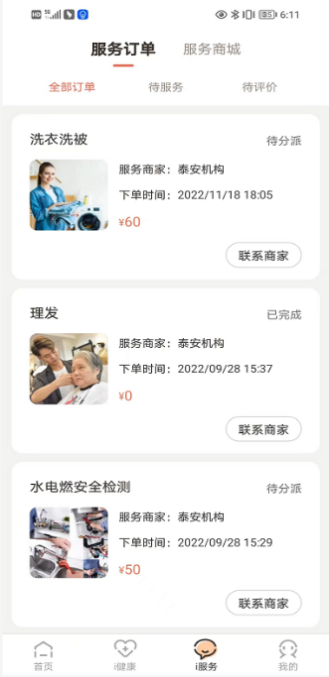 HD 5G 85 6:11
服务订单 服务商城
全部订单 待服务 待评价
洗衣洗被 待分派
服务商家：泰安机构
下单时间：2022/11/18 18:05
¥60
联系商家
理发 已完成
服务商家：泰安机构
下单时间：2022/09/28 15:37
¥0
联系商家
水电燃安全检测 待分派
服务商家：泰安机构
下单时间：2022/09/28 15:29
¥50
联系商家
首页 i健康 i服务 我的